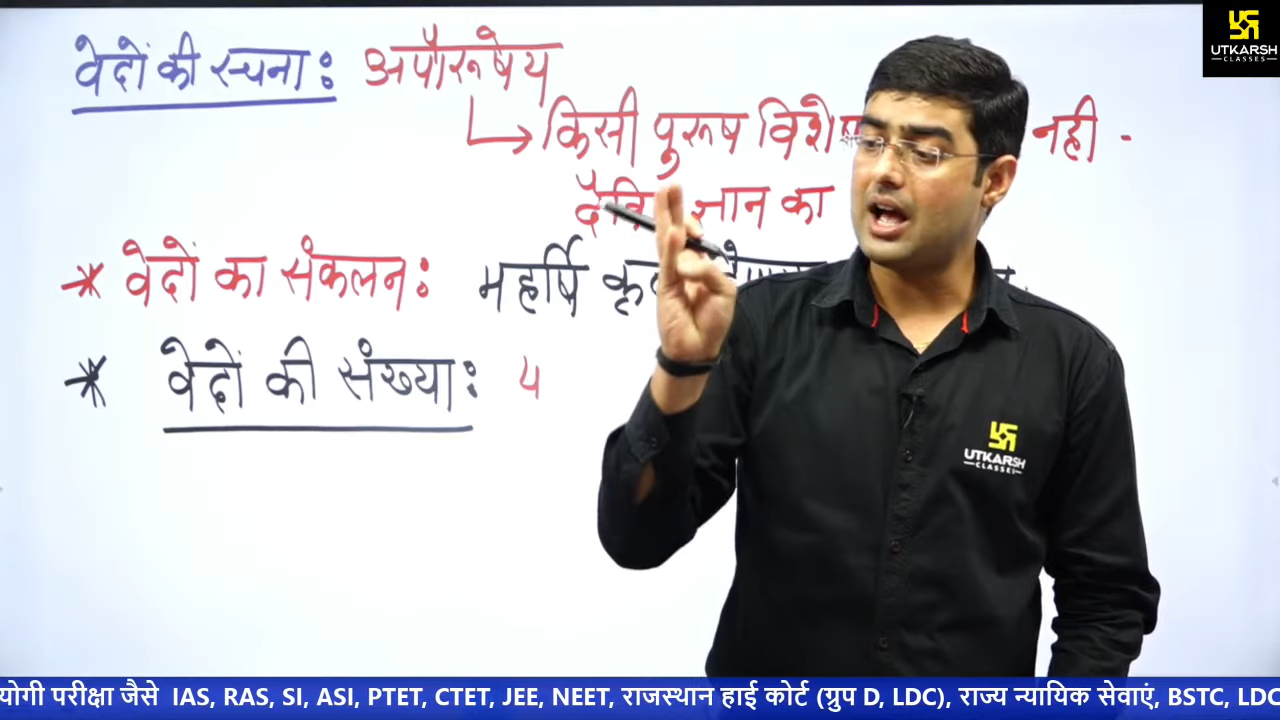 वेदों की रचना: अपौरूषेय
किसी पुरूष नही -
ज्ञान का
* वेदों का संकलन: महर्षि
* वेदों की संख्या: 4
UTKARSH
CLASSES
UTKARSH
CLASSES
योगी परीक्षा जैसे IAS, RAS, SI, ASI, PTET, CTET, JEE, NEET, राजस्थान हाई कोर्ट (ग्रुप D, LDC), राज्य न्यायिक सेवाएं, BSTC, LDC